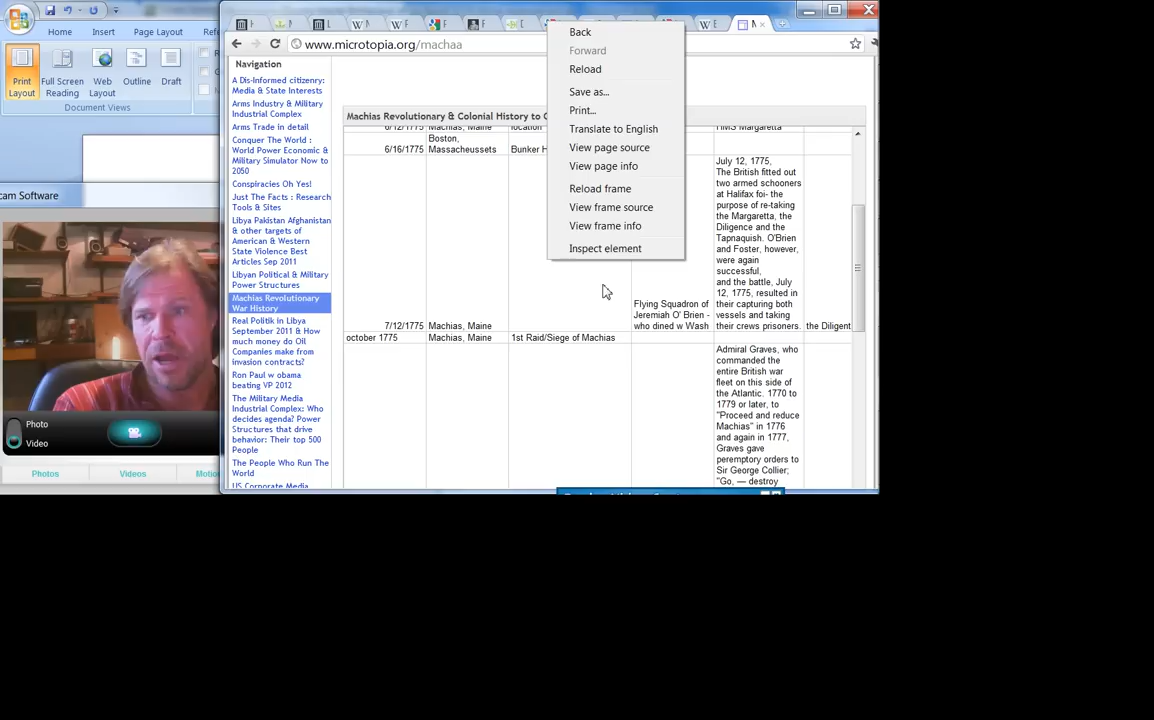 Home
Insert
Page Layout
Print
Layout
Full Screen
Reading
Web
Layout
Outline
Draft
Document Views
cam Software
Photo
Video
Photos
Videos
www.microtopia.org/machaa
Navigation
A Dis-Informed citizenry:
Media & State Interests
Arms Industry & Military
Industrial Complex
Arms Trade in detail
Conquer The World :
World Power Economic &
Military Simulator Now to
2050
Conspiracies Oh Yes!
Just The Facts : Research
Tools & Sites
Libya Pakistan Afghanistan
& other targets of
American & Western
State Violence Best
Articles Sep 2011
Libyan Political & Military
Power Structures
Machias Revolutionary
War History
Real Politik in Libya
September 2011 & How
much money do Oil
Companies make from
invasion contracts?
Ron Paul w obama
beating VP 2012
The Military Media
Industrial Complex: Who
decides agenda? Power
Structures that drive
behavior: Their top 500
People
The People Who Run The
World
US Corporate Media
Back
Forward
Reload
Save as...
Print...
Translate to English
View page source
View page info
Reload frame
View frame source
View frame info
Inspect element
Machias Revolutionary & Colonial History to
6/12/1775 Machias, Maine location HMS Margaretta
Boston,
6/16/1775 Massacheussets Bunker H
July 12, 1775,
The British fitted out
two armed schooners
at Halifax foi- the
purpose of re-taking
the Margaretta, the
Diligence and the
Tapnaquish. O'Brien
and Foster, however,
were again
successful,
and the battle, July
12, 1775, resulted in
their capturing both
vessels and taking
their crews prisoners.
Flying Squadron of
Jeremiah O' Brien -
who dined w Wash
7/12/1775 Machias, Maine
the Diligent
october 1775 Machias, Maine 1st Raid/Siege of Machias
Admiral Graves, who
commanded the
entire British war
fleet on this side of
the Atlantic. 1770 to
1779 or later, to
"Proceed and reduce
Machias" in 1776
and again in 1777,
Graves gave
peremptory orders to
Sir George Collier;
"Go, — destroy